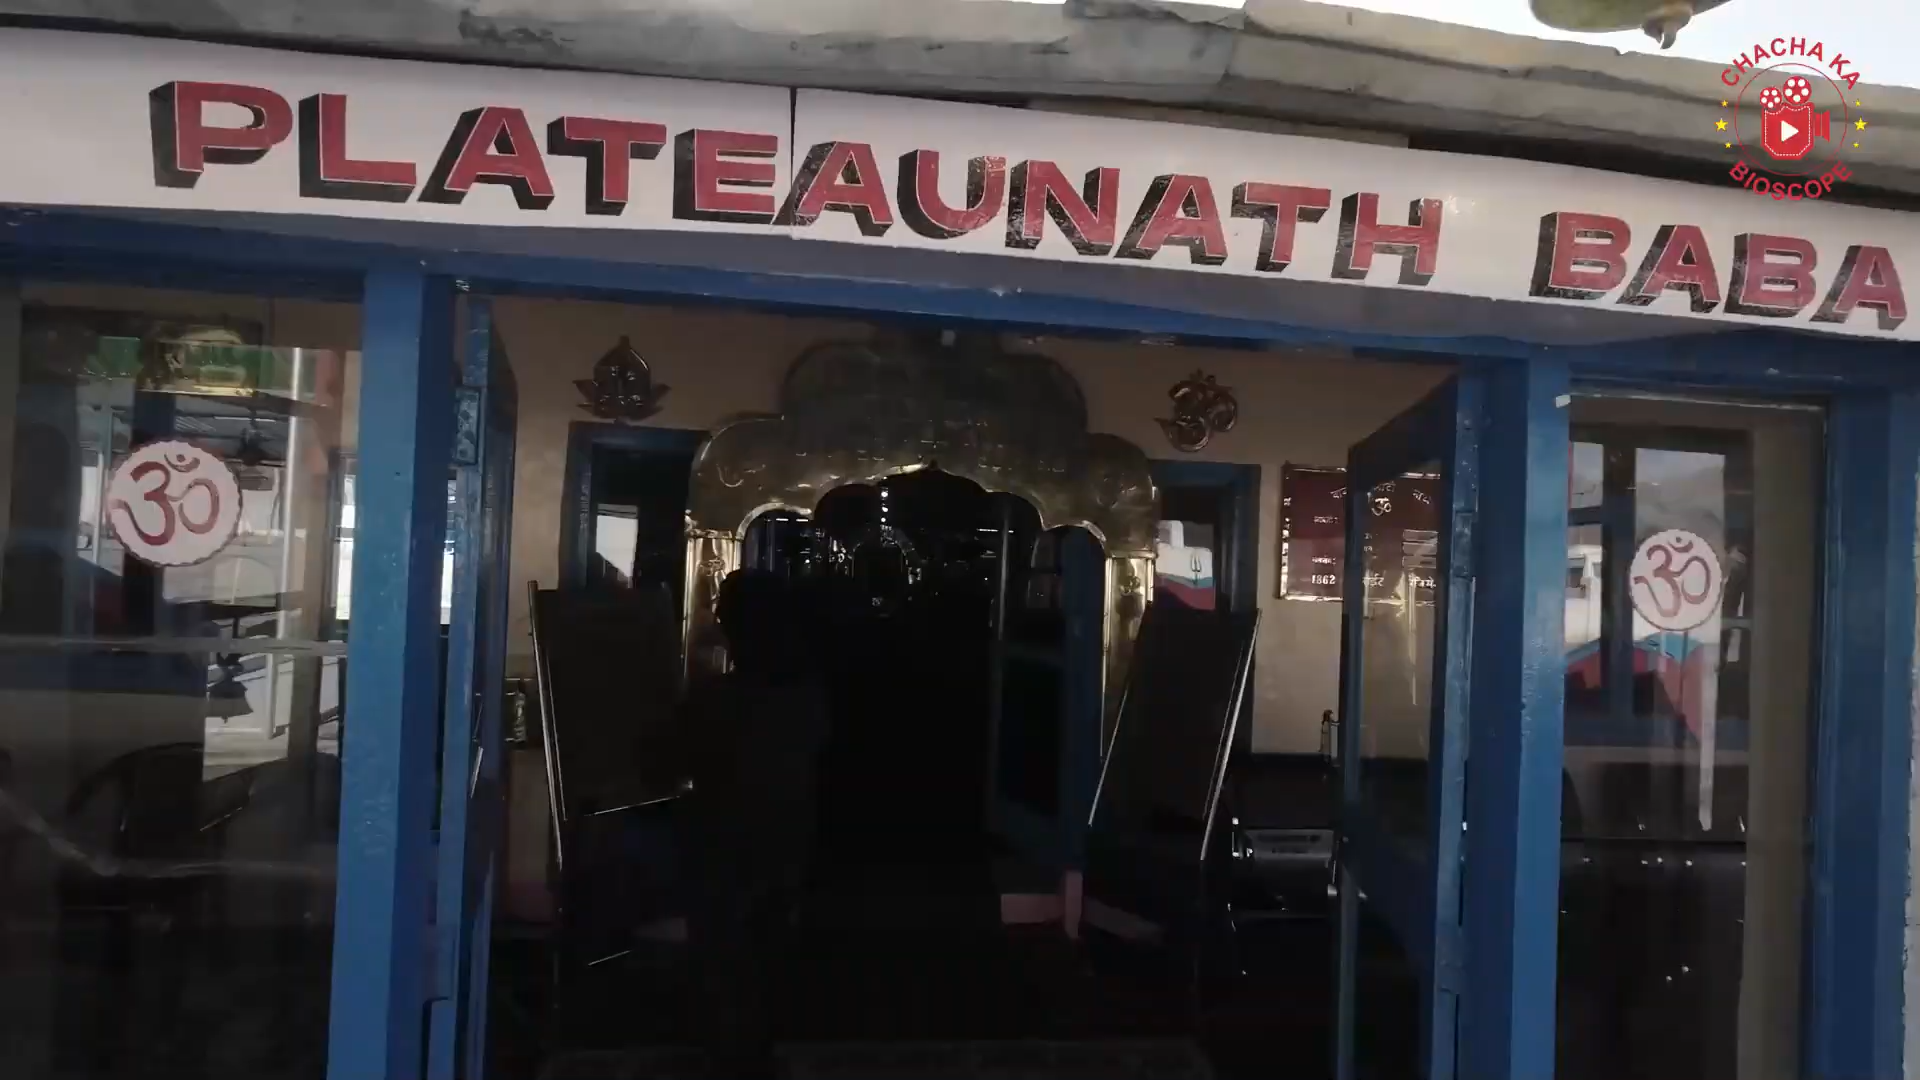 CHACHA KA
BIOSCOPE
PLATEAUNATH BABA
ॐ
ॐ
ॐ
1862
ॐ